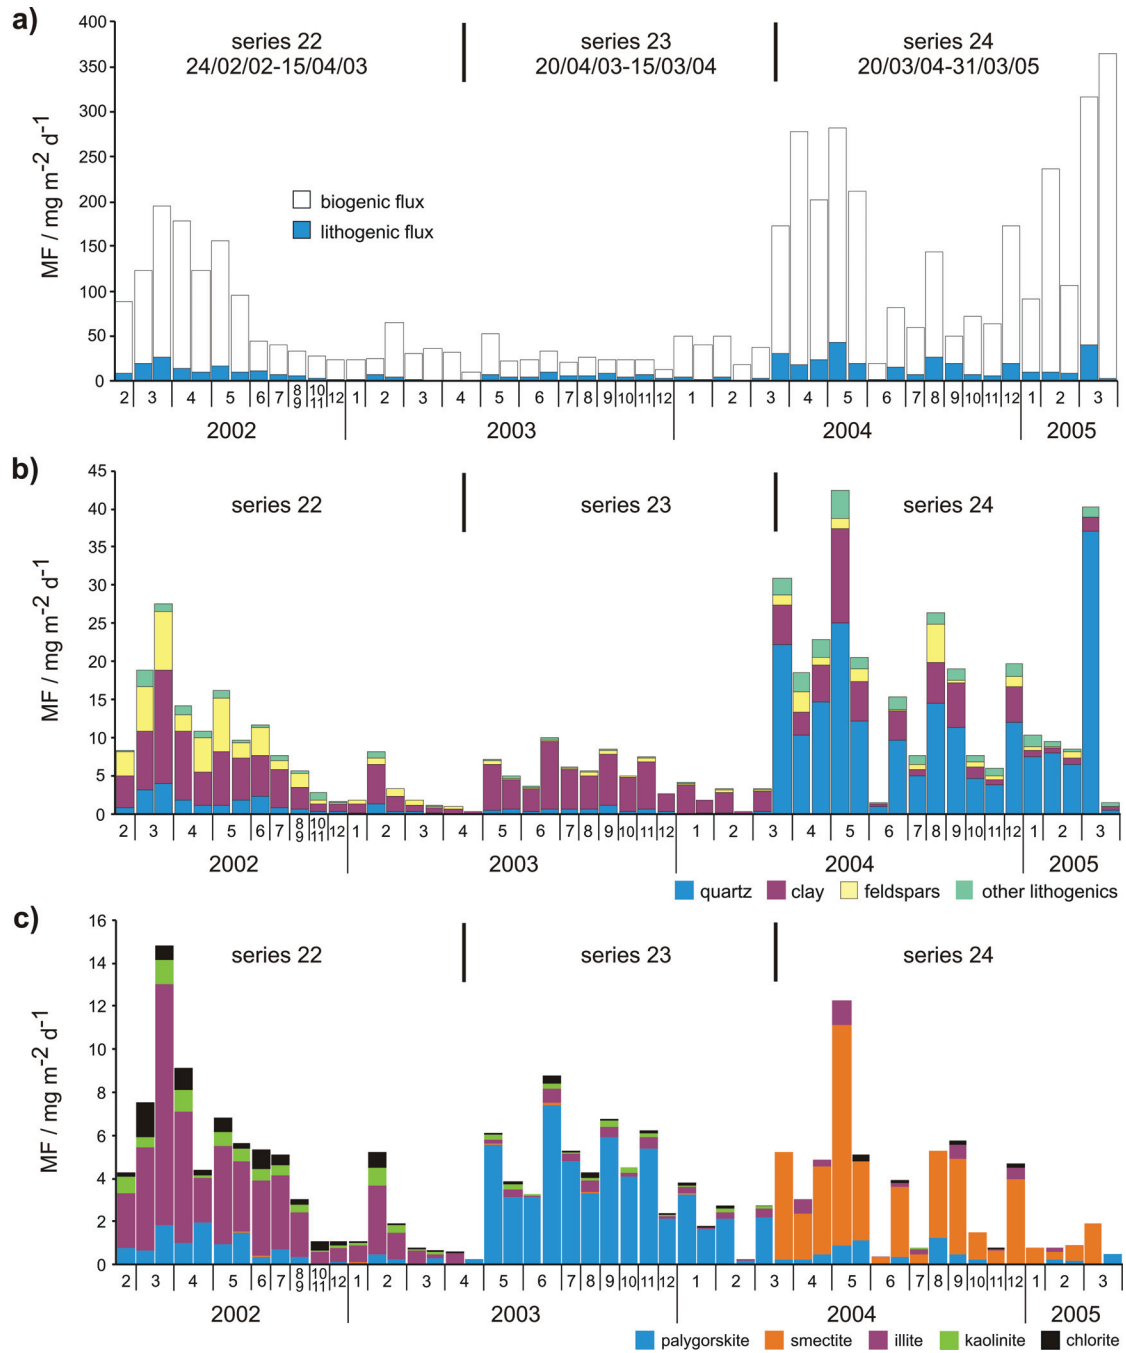 a)
400
350
300
250
200
150
100
50
0
MF / mg m⁻² d⁻¹
series 22
24/02/02-15/04/03
series 23
20/04/03-15/03/04
series 24
20/03/04-31/03/05
biogenic flux
lithogenic flux
2 3 4 5 6 7 8 9 10 11 12 1 2 3 4 5 6 7 8 9 10 11 12 1 2 3 4 5 6 7 8 9 10 11 12 1 2 3
2002 2003 2004 2005
b)
45
40
35
30
25
20
15
10
5
0
MF / mg m⁻² d⁻¹
series 22 series 23 series 24
2 3 4 5 6 7 8 9 10 11 12 1 2 3 4 5 6 7 8 9 10 11 12 1 2 3 4 5 6 7 8 9 10 11 12 1 2 3
2002 2003 2004 2005
quartz clay feldspars other lithogenics
c)
16
14
12
10
8
6
4
2
0
MF / mg m⁻² d⁻¹
series 22 series 23 series 24
2 3 4 5 6 7 8 9 10 11 12 1 2 3 4 5 6 7 8 9 10 11 12 1 2 3 4 5 6 7 8 9 10 11 12 1 2 3
2002 2003 2004 2005
palygorskite smectite illite kaolinite chlorite